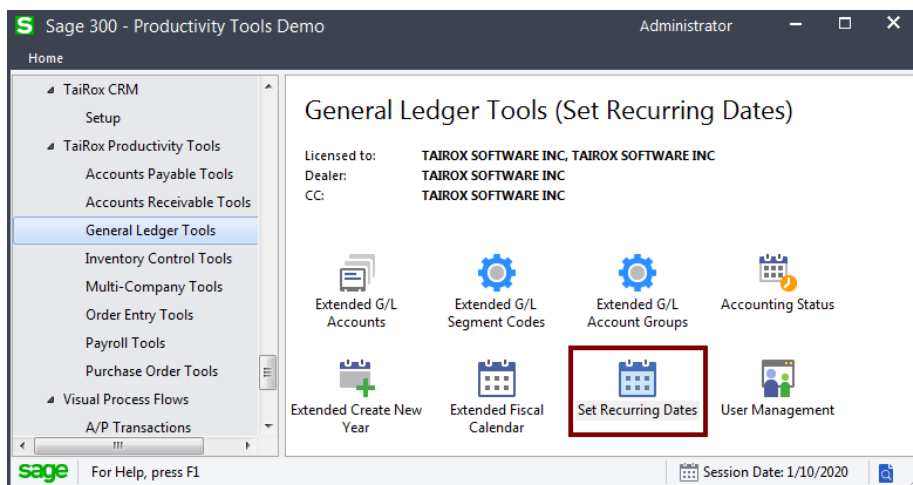 S Sage 300 - Productivity Tools Demo
Administrator
Home
TaiRox CRM
Setup
TaiRox Productivity Tools
Accounts Payable Tools
Accounts Receivable Tools
General Ledger Tools
Inventory Control Tools
Multi-Company Tools
Order Entry Tools
Payroll Tools
Purchase Order Tools
Visual Process Flows
A/P Transactions
General Ledger Tools (Set Recurring Dates)
Licensed to: TAIROX SOFTWARE INC, TAIROX SOFTWARE INC
Dealer: TAIROX SOFTWARE INC
CC: TAIROX SOFTWARE INC
Extended G/L
Accounts
Extended G/L
Segment Codes
Extended G/L
Account Groups
Accounting Status
Extended Create New
Year
Extended Fiscal
Calendar
Set Recurring Dates
User Management
sage
For Help, press F1
Session Date: 1/10/2020